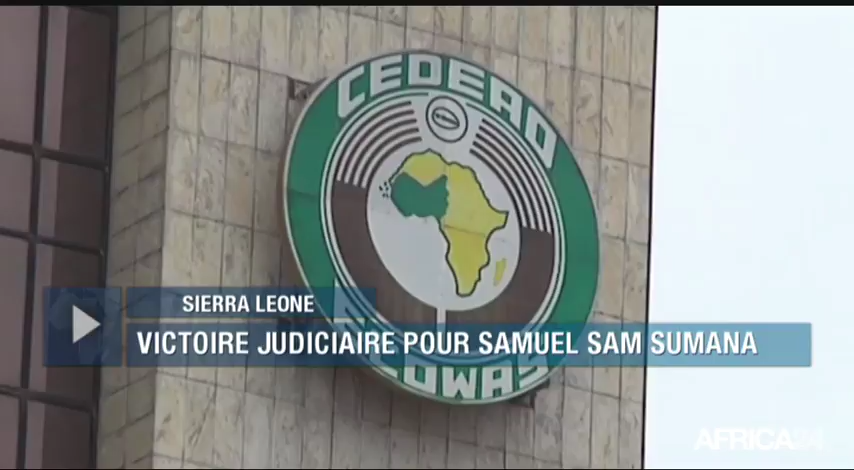 CEDEAO
SIERRA LEONE
VICTOIRE JUDICIAIRE POUR SAMUEL SAM SUMANA
ECOWAS
AFRICA24